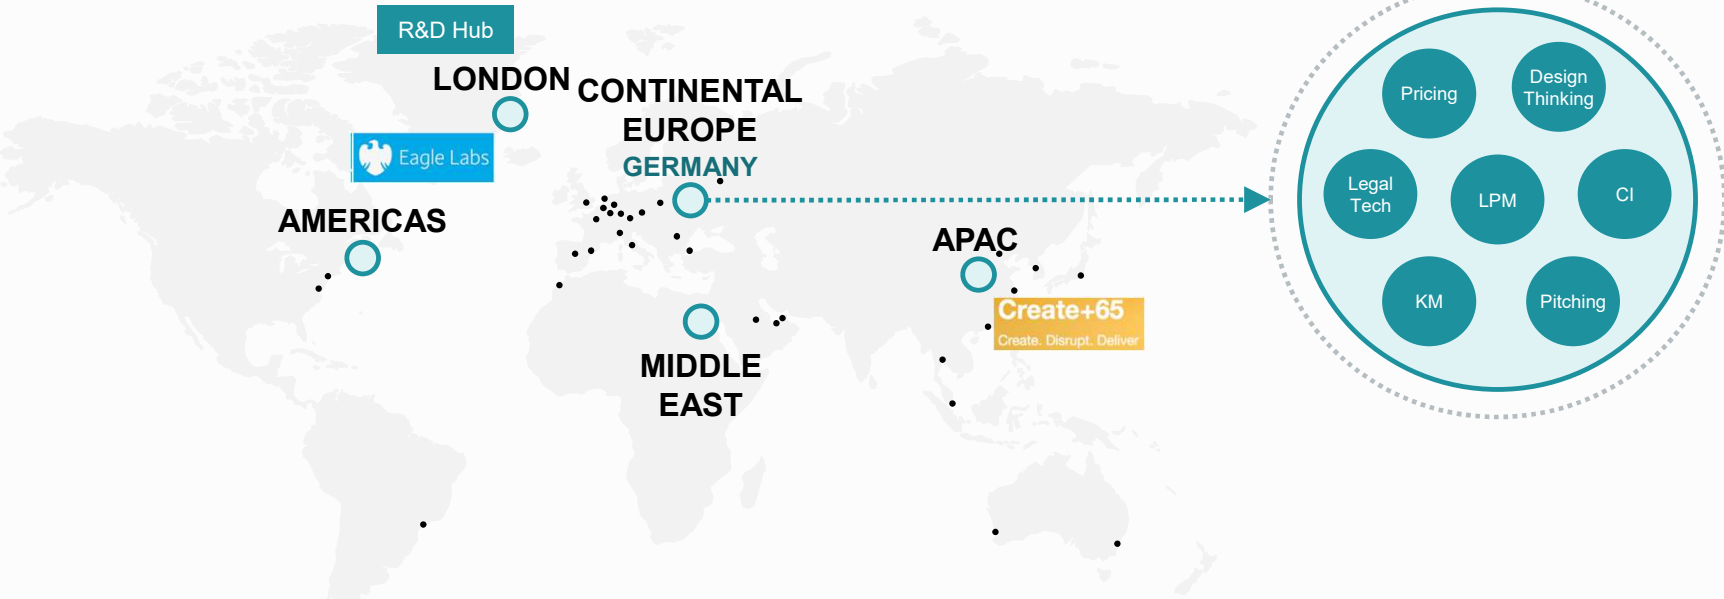 R&D Hub
LONDON
Eagle Labs
AMERICAS
CONTINENTAL
EUROPE
GERMANY
MIDDLE
EAST
APAC
Create+65
Create. Disrupt. Deliver
Pricing
Design
Thinking
Legal
Tech
LPM
CI
KM
Pitching